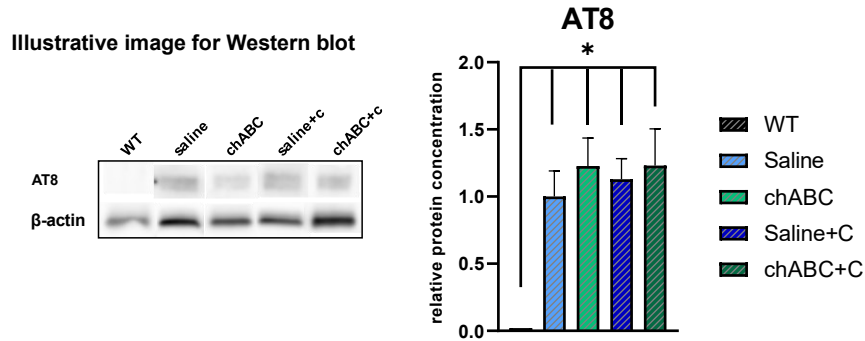 Illustrative image for Western blot
WT
saline
chABC
saline+c
chABC+c
AT8
β-actin
AT8
*
relative protein concentration
2.0
1.5
1.0
0.5
0.0
WT
Saline
chABC
Saline+C
chABC+C